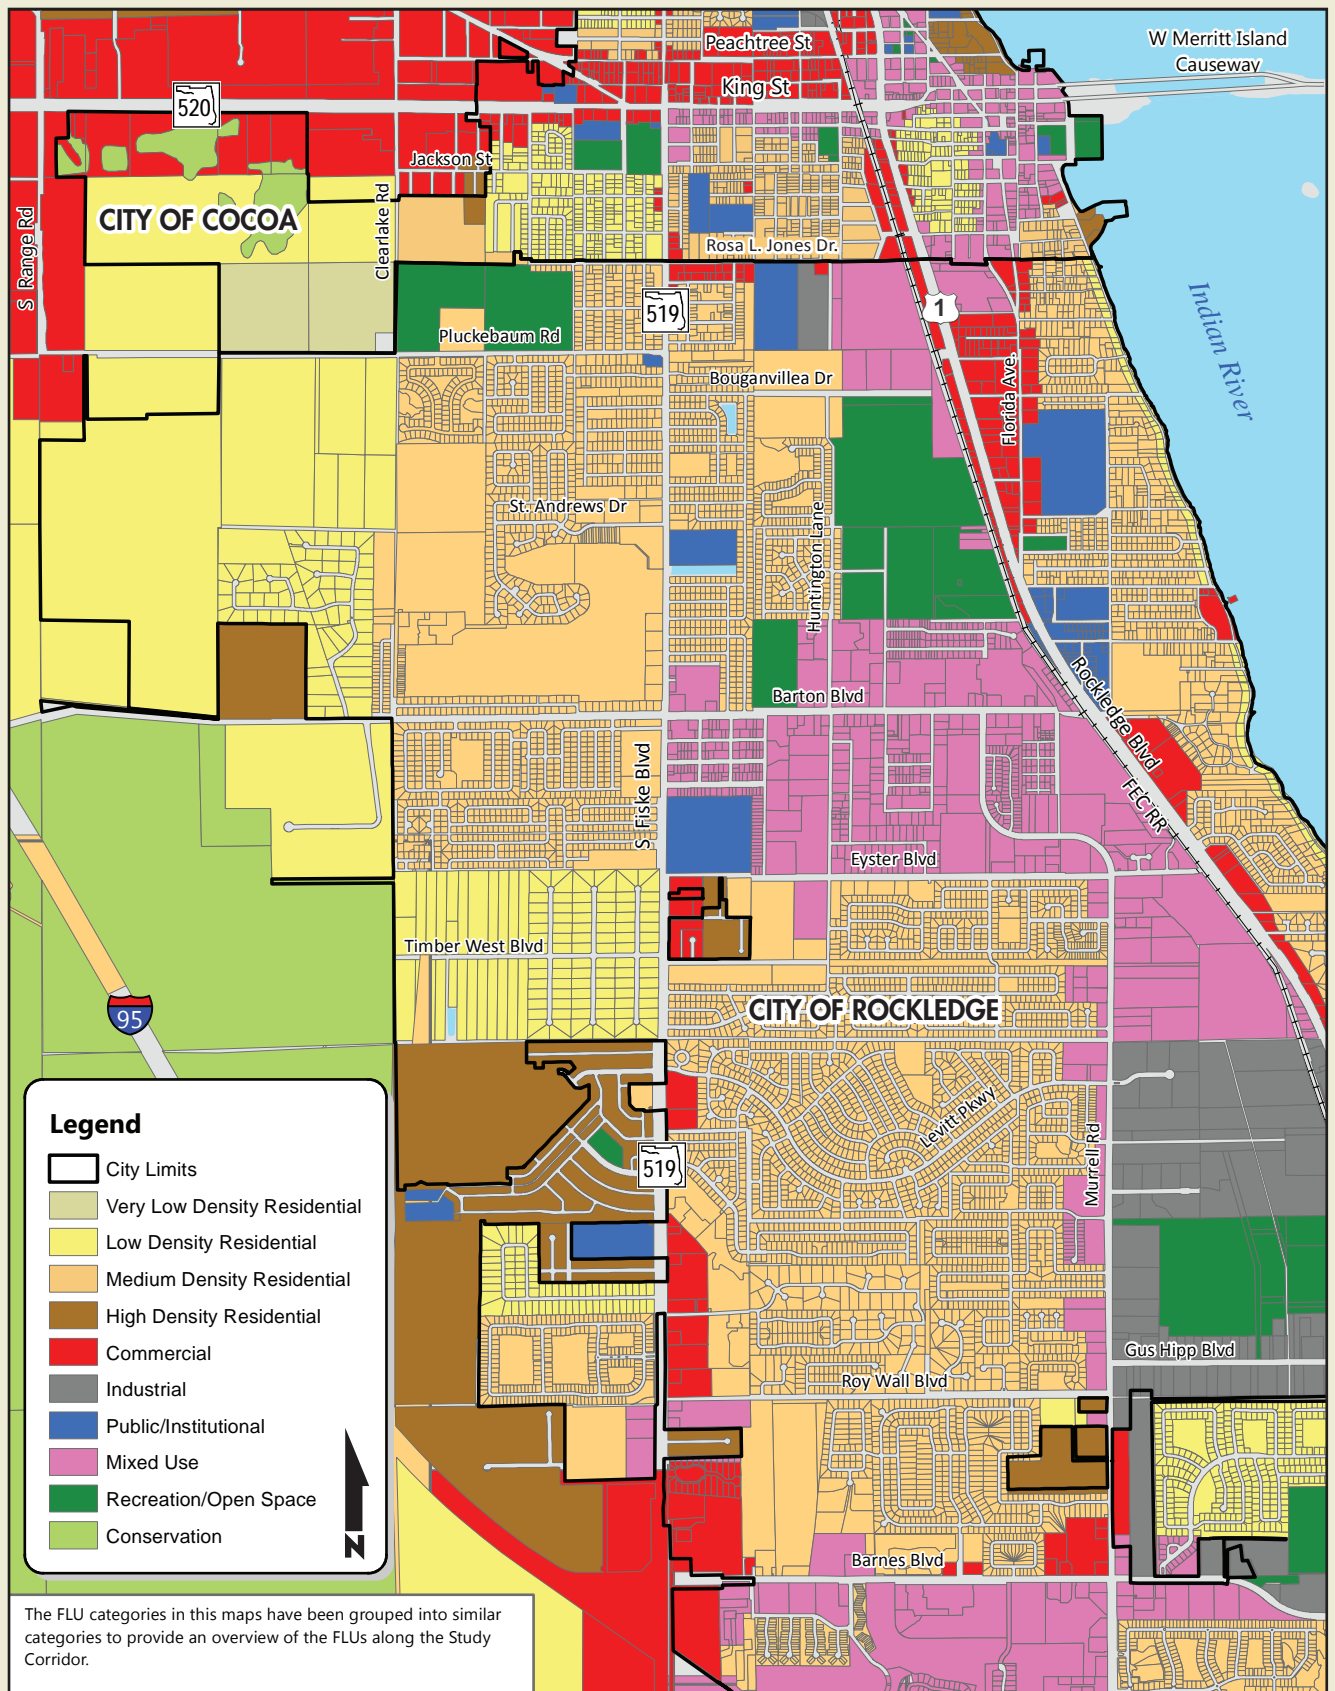 Peachtree St
W Merritt Island
Causeway
King St
520
Jackson St
S Range Rd
CITY OF COCOA
Clearlake Rd
Rosa L. Jones Dr.
Indian River
519
1
Pluckebaum Rd
Florida Ave.
Bouganvillea Dr
St. Andrews Dr
Huntington Lane
Barton Blvd
Rockledge Blvd
S Fiske Blvd
FEC RR
Eyster Blvd
Timber West Blvd
CITY OF ROCKLEDGE
95
Levitt Pkwy
Murrell Rd
519
Gus Hipp Blvd
Roy Wall Blvd
Barnes Blvd
Legend
City Limits
Very Low Density Residential
Low Density Residential
Medium Density Residential
High Density Residential
Commercial
Industrial
Public/Institutional
Mixed Use
Recreation/Open Space
Conservation
N
The FLU categories in this maps have been grouped into similar
categories to provide an overview of the FLUs along the Study
Corridor.